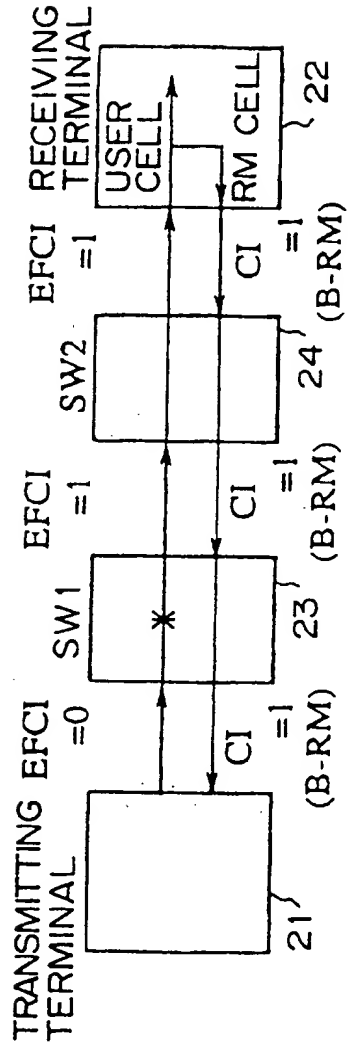 TRANSMITTING
TERMINAL
EFCI
=0
SW1
EFCI
=1
SW2
EFCI
=1
RECEIVING
TERMINAL
USER
CELL
RM CELL
CI
=1
(B-RM)
CI
=1
(B-RM)
CI
=1
(B-RM)
21
23
24
22